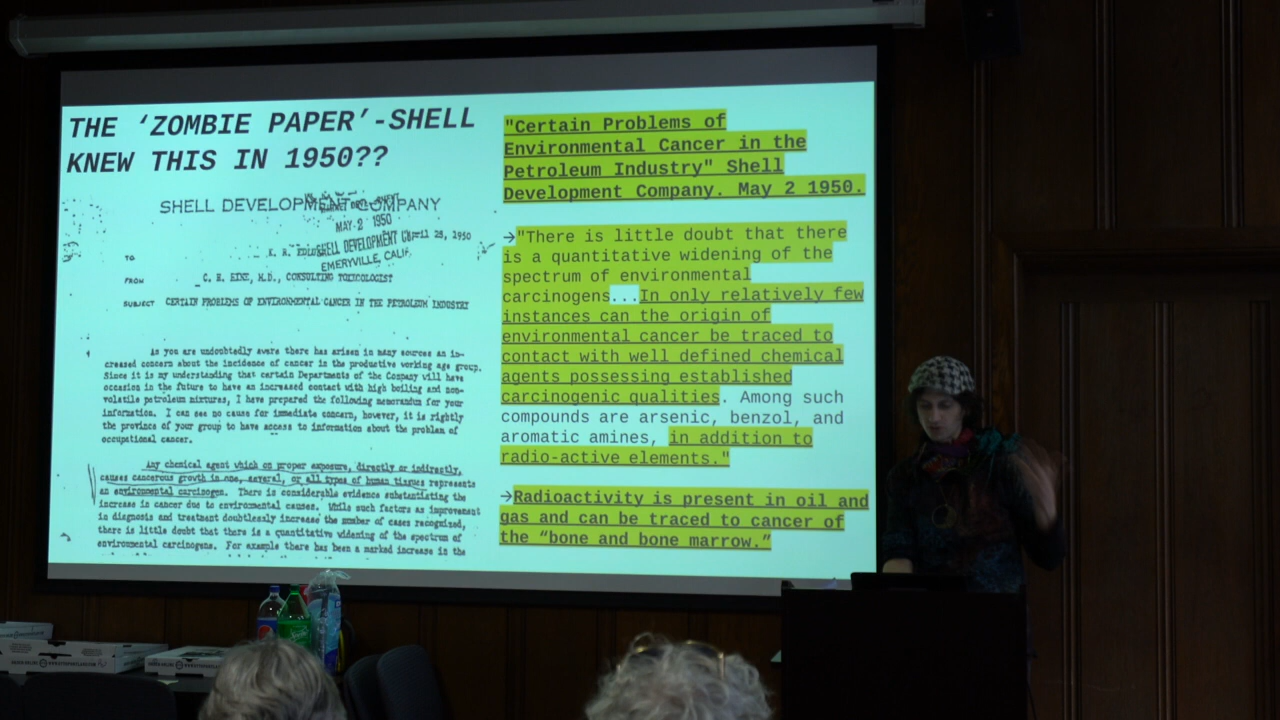 THE ‘ZOMBIE PAPER’-SHELL
KNEW THIS IN 1950??
SHELL DEVELOPMENT COMPANY
MAY 2 1950
SHELL DEVELOPMENT
April 25, 1950
EMERYVILLE, CALIF.
TO
FROM
M.D., CONSULTING TOXICOLOGIST
SUBJECT CERTAIN PROBLEMS OF ENVIRONMENTAL CANCER IN THE PETROLEUM INDUSTRY
As you are undoubtedly aware there has arisen in many sources an in-
creased concern about the incidence of cancer in the productive working age group.
Since it is my understanding that certain Departments of the Company will have
occasion in the future to have an increased contact with high boiling and non-
volatile petroleum mixtures, I have prepared the following memorandum for your
information. I can see no cause for immediate concern, however, it is rightly
the province of your group to have access to information about the problem of
occupational cancer.
Any chemical agent which on proper exposure, directly or indirectly,
causes cancerous growth in one, several, or all types of human tissues represents
an environmental carcinogen. There is considerable evidence substantiating the
increase in cancer due to environmental causes. While such factors as improvement
in diagnosis and treatment doubtlessly increase the number of cases recognized,
there is little doubt that there is a quantitative widening of the spectrum of
environmental carcinogens. For example there has been a marked increase in the
"Certain Problems of
Environmental Cancer in the
Petroleum Industry" Shell
Development Company. May 2 1950.
→"There is little doubt that there
is a quantitative widening of the
spectrum of environmental
carcinogens...In only relatively few
instances can the origin of
environmental cancer be traced to
contact with well defined chemical
agents possessing established
carcinogenic qualities. Among such
compounds are arsenic, benzol, and
aromatic amines, in addition to
radio-active elements."
→Radioactivity is present in oil and
gas and can be traced to cancer of
the “bone and bone marrow.”